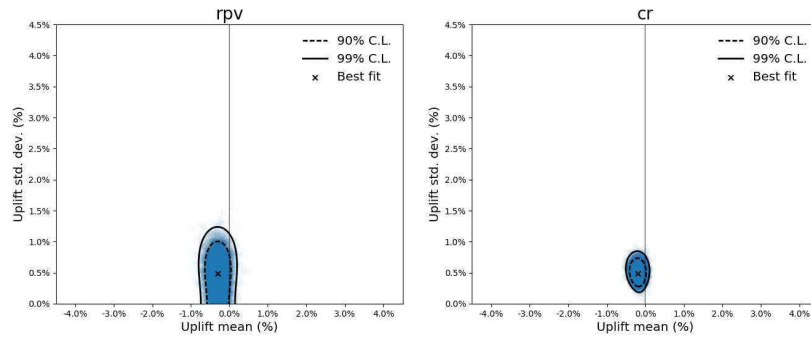 rpv
4.5%
4.0%
3.5%
3.0%
2.5%
2.0%
1.5%
1.0%
0.5%
0.0%
Uplift std. dev. (%)
90% C.L.
99% C.L.
Best fit
-4.0% -3.0% -2.0% -1.0% 0.0% 1.0% 2.0% 3.0% 4.0%
Uplift mean (%)
cr
4.5%
4.0%
3.5%
3.0%
2.5%
2.0%
1.5%
1.0%
0.5%
0.0%
Uplift std. dev. (%)
90% C.L.
99% C.L.
Best fit
-4.0% -3.0% -2.0% -1.0% 0.0% 1.0% 2.0% 3.0% 4.0%
Uplift mean (%)